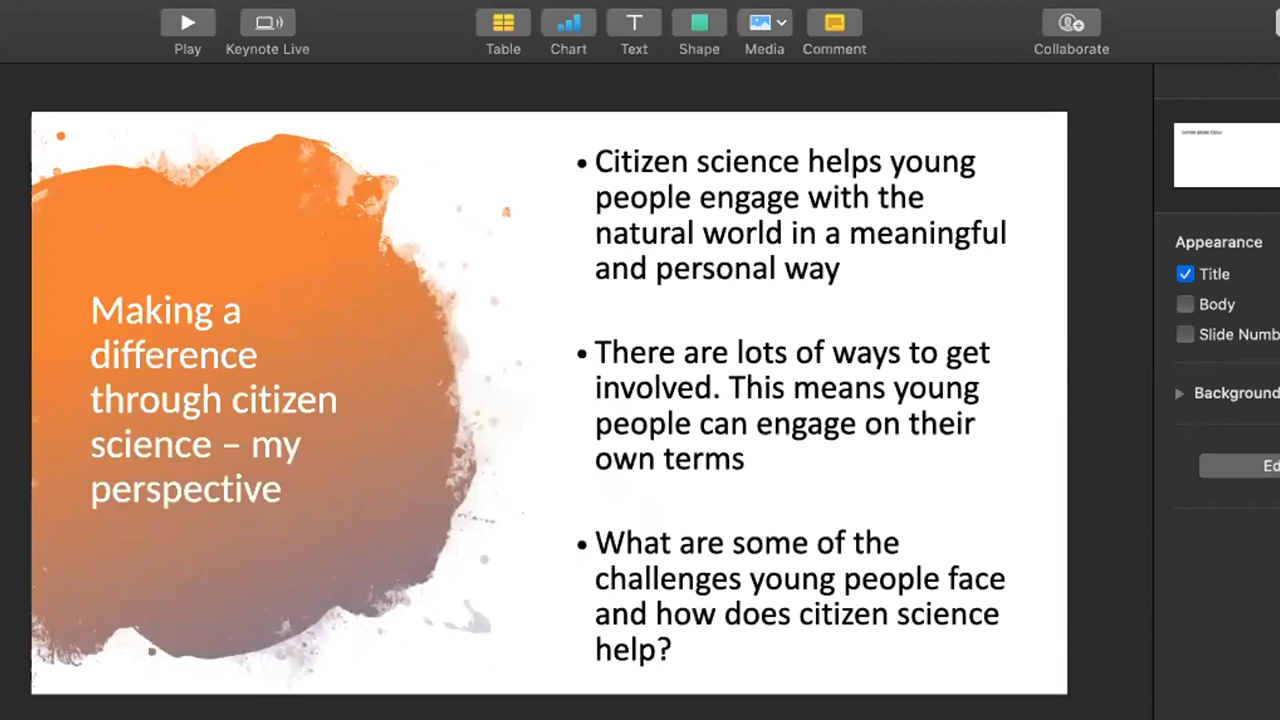 Play
Keynote Live
Table
Chart
Text
Shape
Media
Comment
Collaborate
Making a
difference
through citizen
science – my
perspective
• Citizen science helps young
people engage with the
natural world in a meaningful
and personal way
• There are lots of ways to get
involved. This means young
people can engage on their
own terms
• What are some of the
challenges young people face
and how does citizen science
help?
Appearance
Title
Body
Slide Numb
Background
Ed